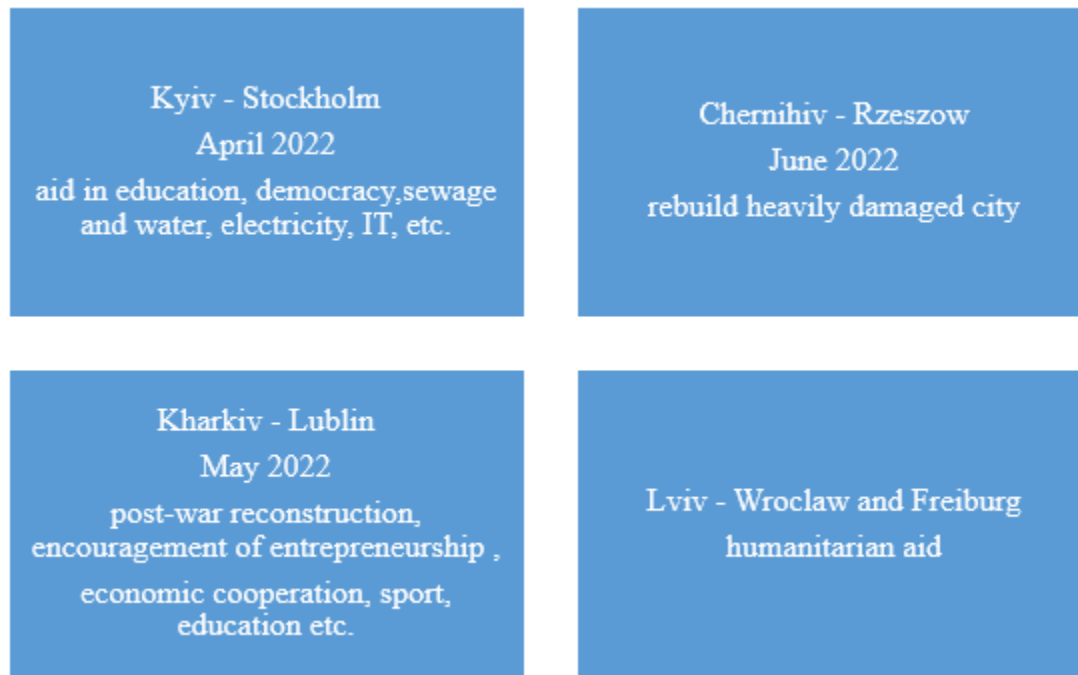 Kyiv - Stockholm
April 2022
aid in education, democracy,sewage
and water, electricity, IT, etc.
Chernihiv - Rzeszow
June 2022
rebuild heavily damaged city
Kharkiv - Lublin
May 2022
post-war reconstruction,
encouragement of entrepreneurship ,
economic cooperation, sport,
education etc.
Lviv - Wroclaw and Freiburg
humanitarian aid